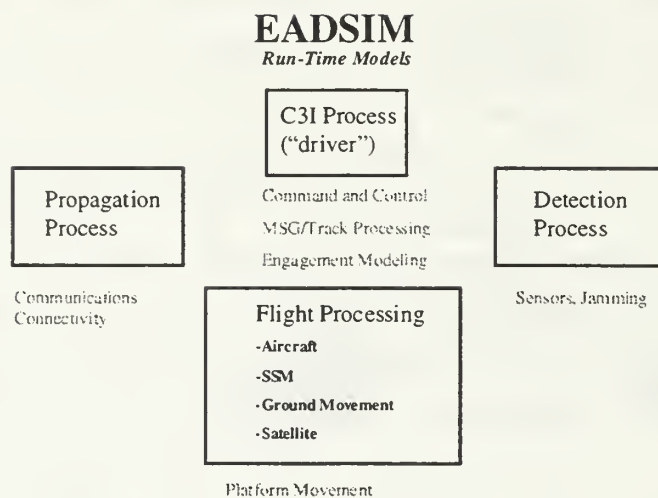 EADSIM
Run-Time Models
C3I Process
("driver")
Command and Control
MSG/Track Processing
Engagement Modeling
Propagation
Process
Communications
Connectivity
Detection
Process
Sensors, Jamming
Flight Processing
-Aircraft
-SSM
-Ground Movement
-Satellite
Platform Movement